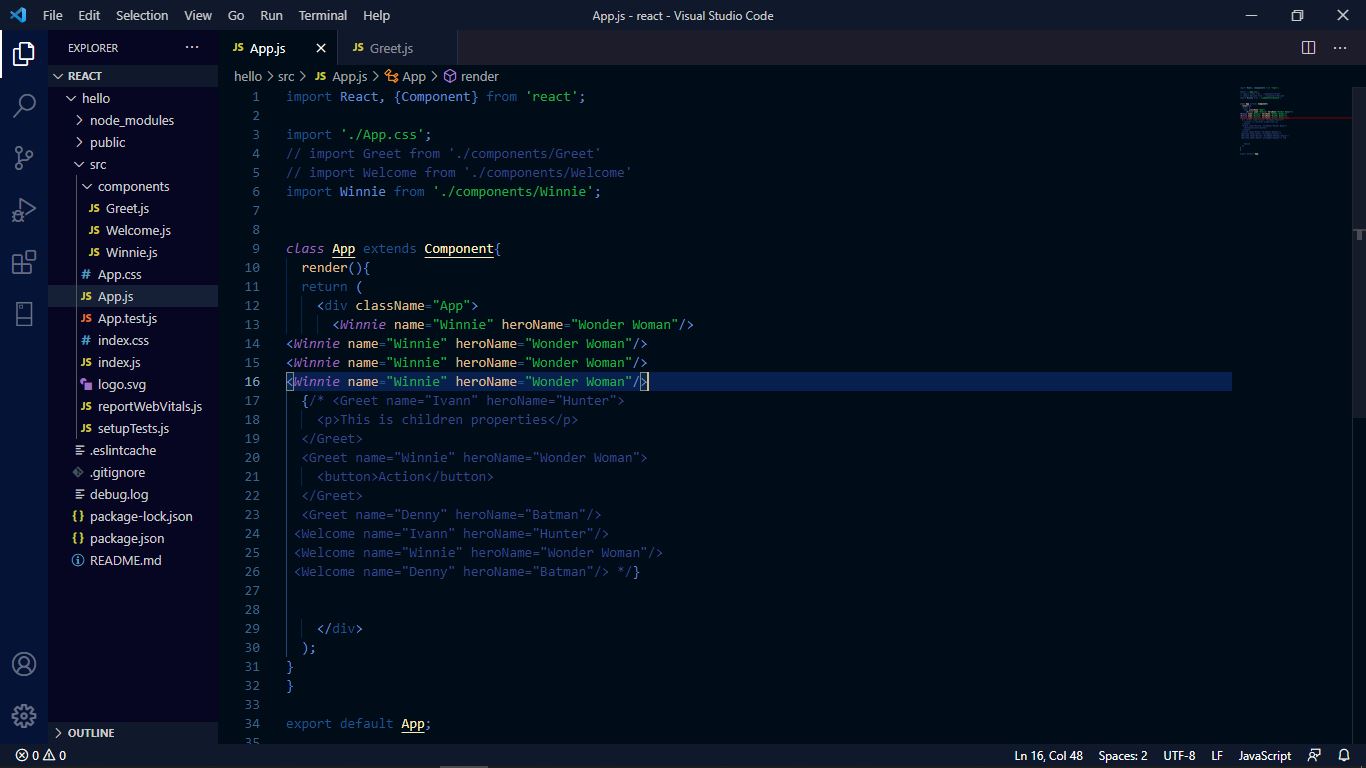 File Edit Selection View Go Run Terminal Help
App.js - react - Visual Studio Code
EXPLORER
REACT
hello
node_modules
public
src
components
JS Greet.js
JS Welcome.js
JS Winnie.js
# App.css
JS App.js
JS App.test.js
# index.css
JS index.js
logo.svg
JS reportWebVitals.js
JS setupTests.js
.eslintcache
.gitignore
debug.log
{} package-lock.json
{} package.json
README.md
OUTLINE
JS App.js
JS Greet.js
hello > src > JS App.js > App > render
1 import React, {Component} from 'react';
2
3 import './App.css';
4 // import Greet from './components/Greet'
5 // import Welcome from './components/Welcome'
6 import Winnie from './components/Winnie';
7
8
9 class App extends Component{
10 render(){
11 return (
12 <div className="App">
13 <Winnie name="Winnie" heroName="Wonder Woman"/>
14 <Winnie name="Winnie" heroName="Wonder Woman"/>
15 <Winnie name="Winnie" heroName="Wonder Woman"/>
16 <Winnie name="Winnie" heroName="Wonder Woman"/>
17 {/* <Greet name="Ivann" heroName="Hunter">
18 <p>This is children properties</p>
19 </Greet>
20 <Greet name="Winnie" heroName="Wonder Woman">
21 <button>Action</button>
22 </Greet>
23 <Greet name="Denny" heroName="Batman"/>
24 <Welcome name="Ivann" heroName="Hunter"/>
25 <Welcome name="Winnie" heroName="Wonder Woman"/>
26 <Welcome name="Denny" heroName="Batman"/> */}
27
28
29 </div>
30 );
31 }
32 }
33
34 export default App;
35
0 0
Ln 16, Col 48 Spaces: 2 UTF-8 LF JavaScript